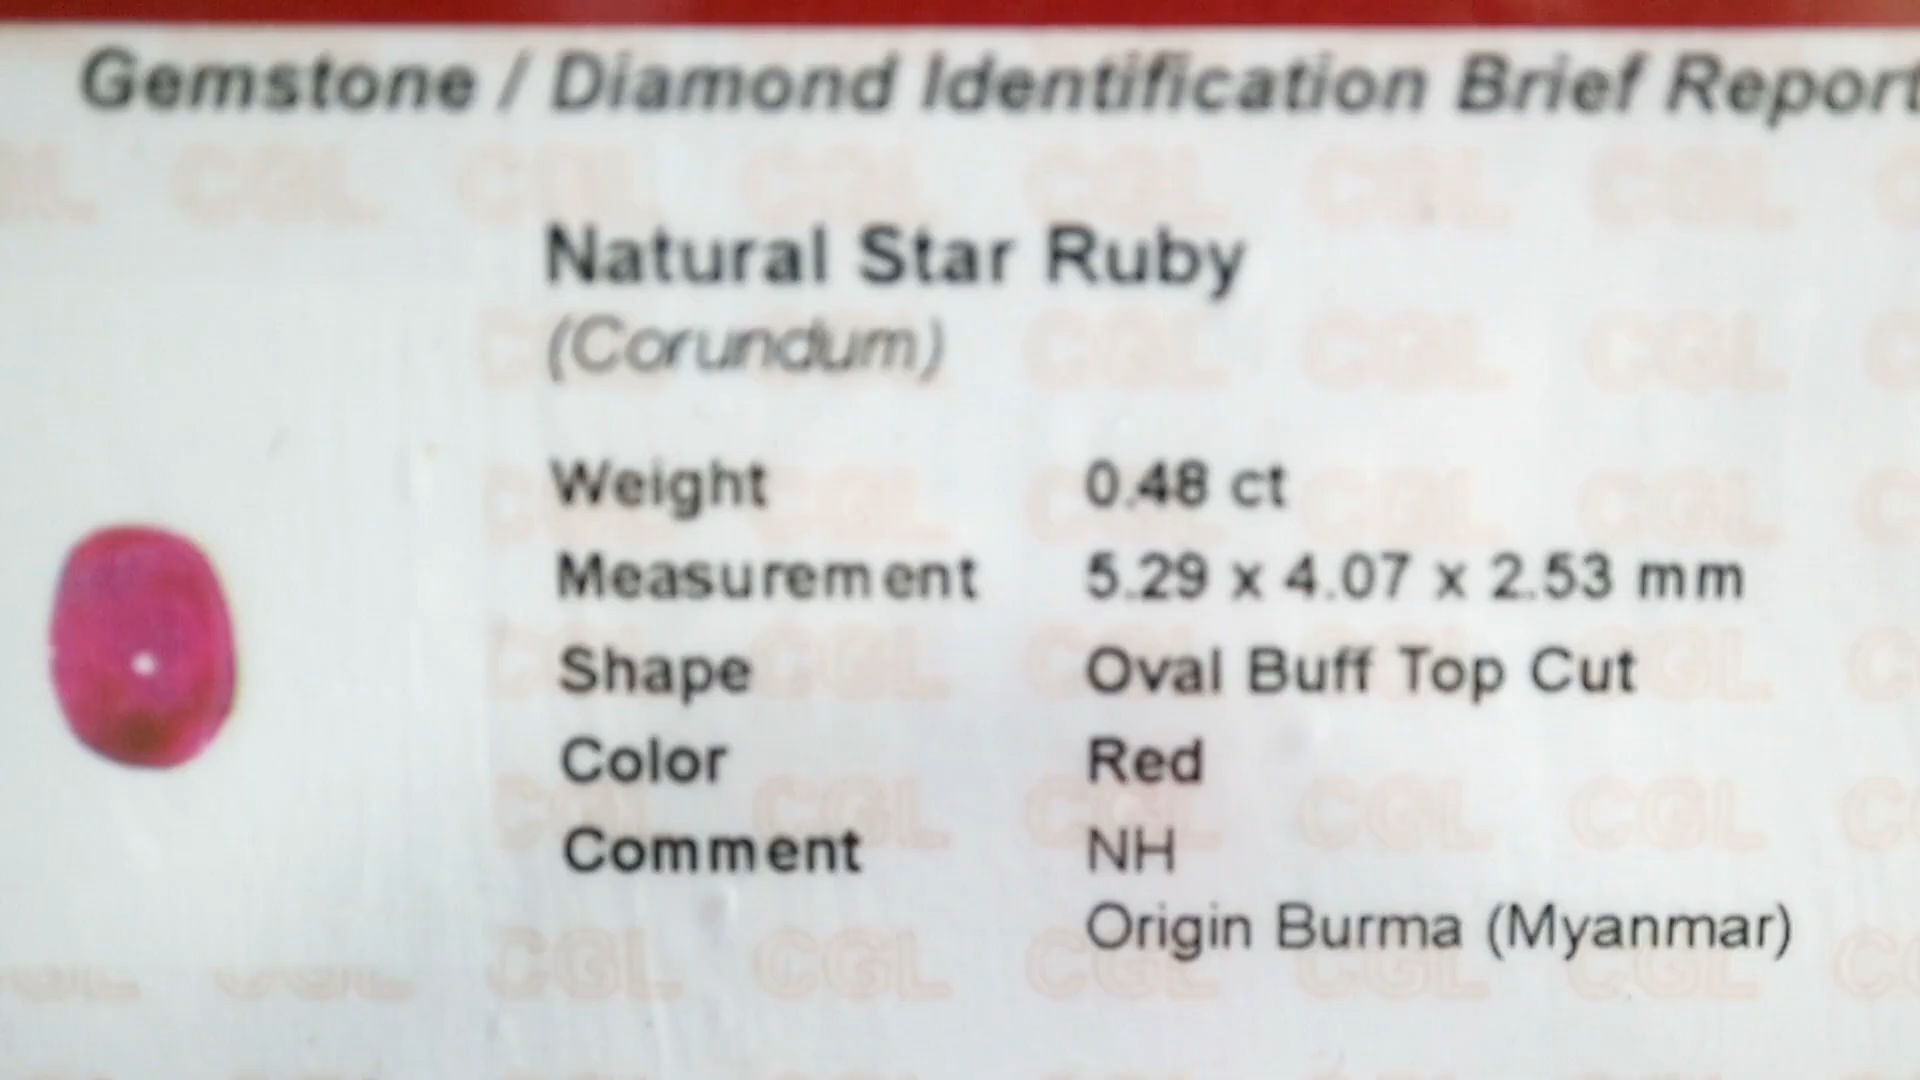 Gemstone / Diamond Identification Brief Report
Natural Star Ruby
(Corundum)
Weight 0.48 ct
Measurement 5.29 x 4.07 x 2.53 mm
Shape Oval Buff Top Cut
Color Red
Comment NH
Origin Burma (Myanmar)